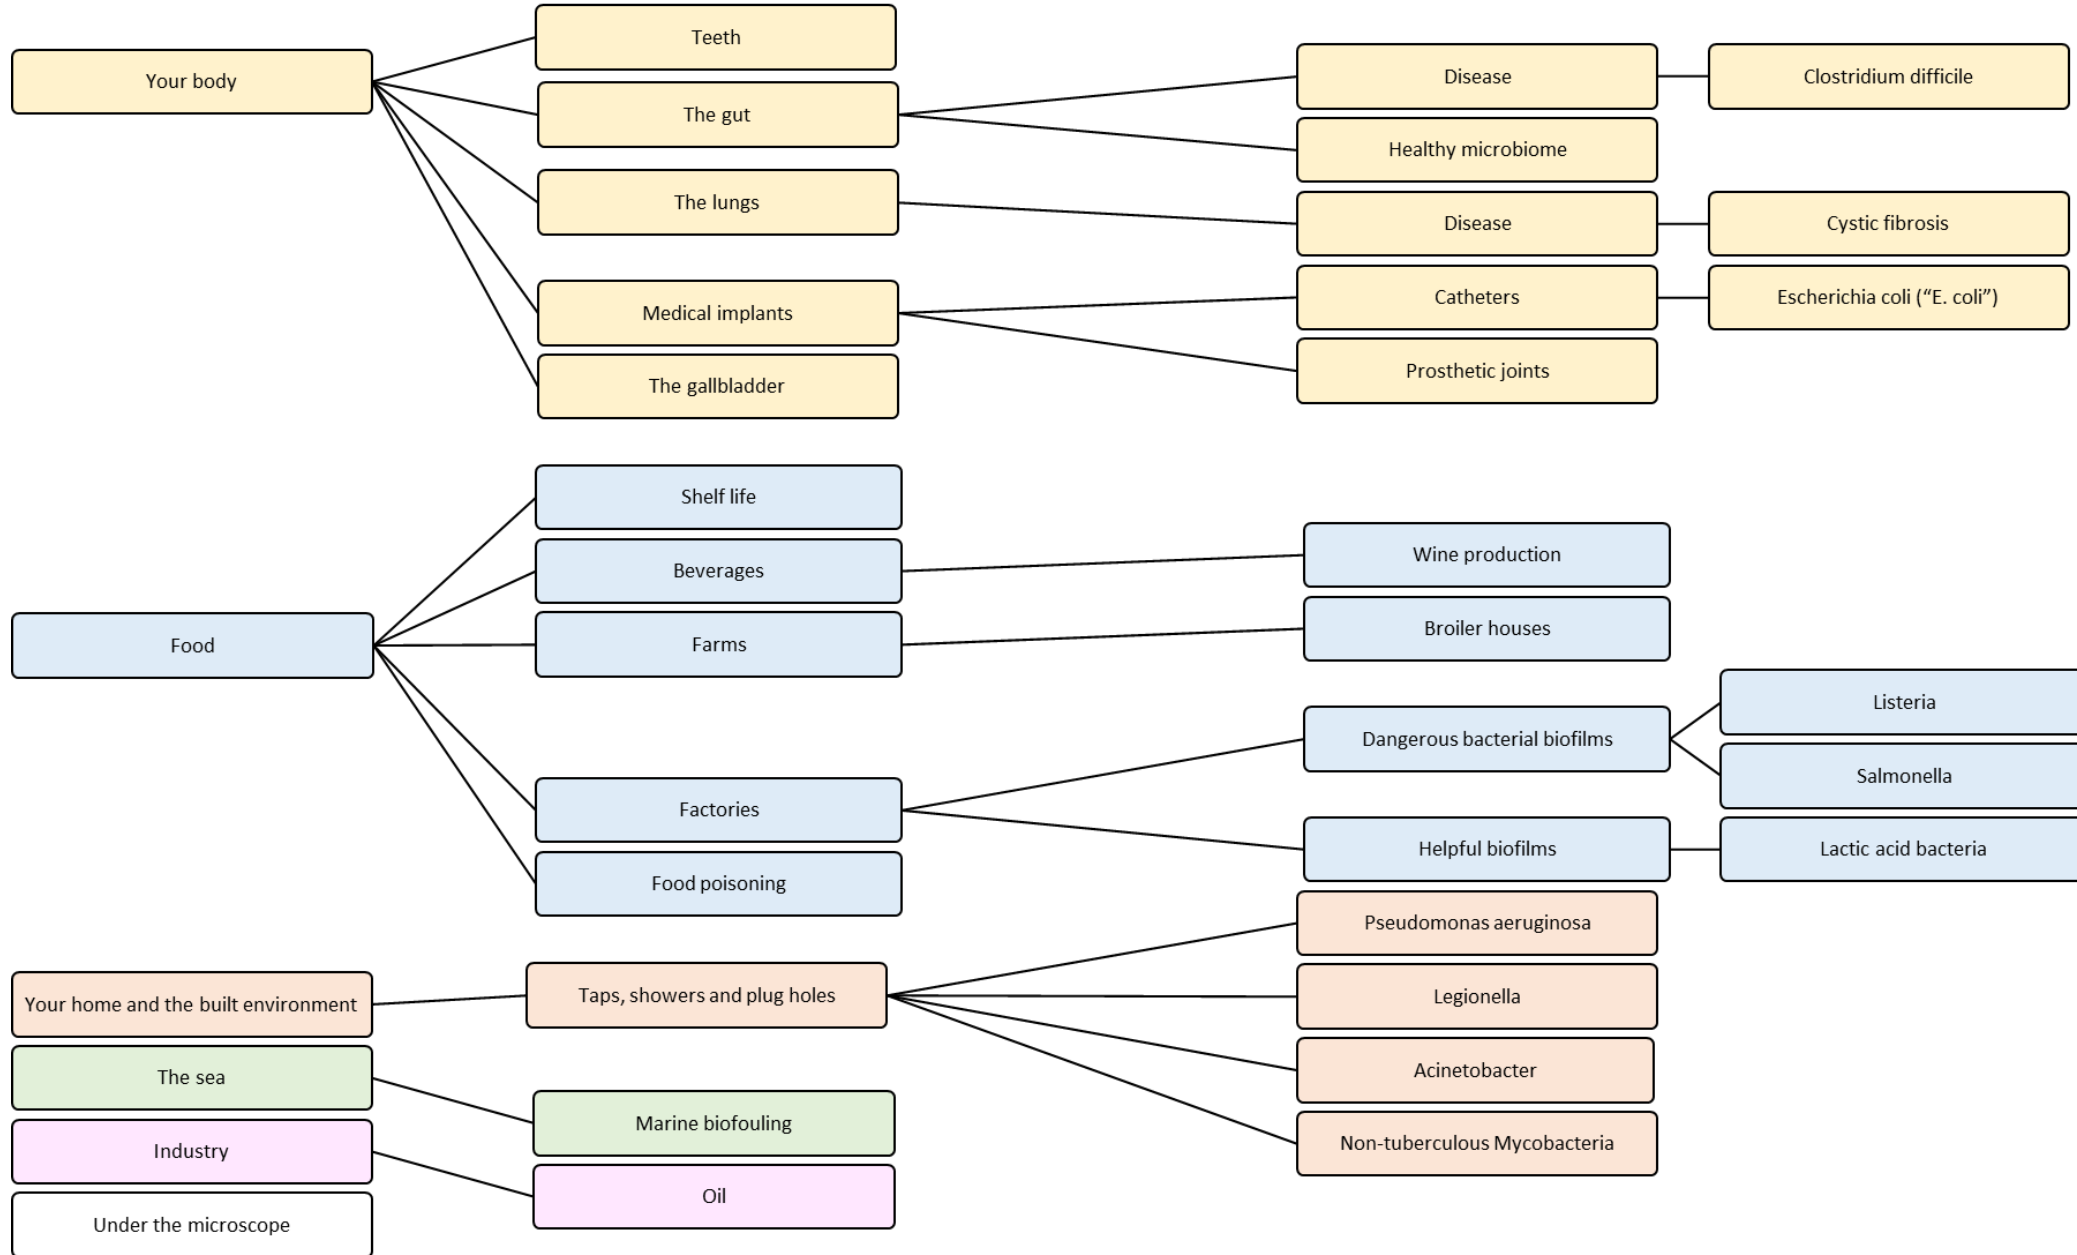 Your body
Teeth
The gut
The lungs
Medical implants
The gallbladder
Disease
Clostridium difficile
Healthy microbiome
Disease
Cystic fibrosis
Catheters
Escherichia coli (“E. coli”)
Prosthetic joints
Food
Shelf life
Beverages
Farms
Factories
Food poisoning
Wine production
Broiler houses
Dangerous bacterial biofilms
Listeria
Salmonella
Helpful biofilms
Lactic acid bacteria
Your home and the built environment
Taps, showers and plug holes
Pseudomonas aeruginosa
Legionella
Acinetobacter
Non-tuberculous Mycobacteria
The sea
Marine biofouling
Industry
Oil
Under the microscope